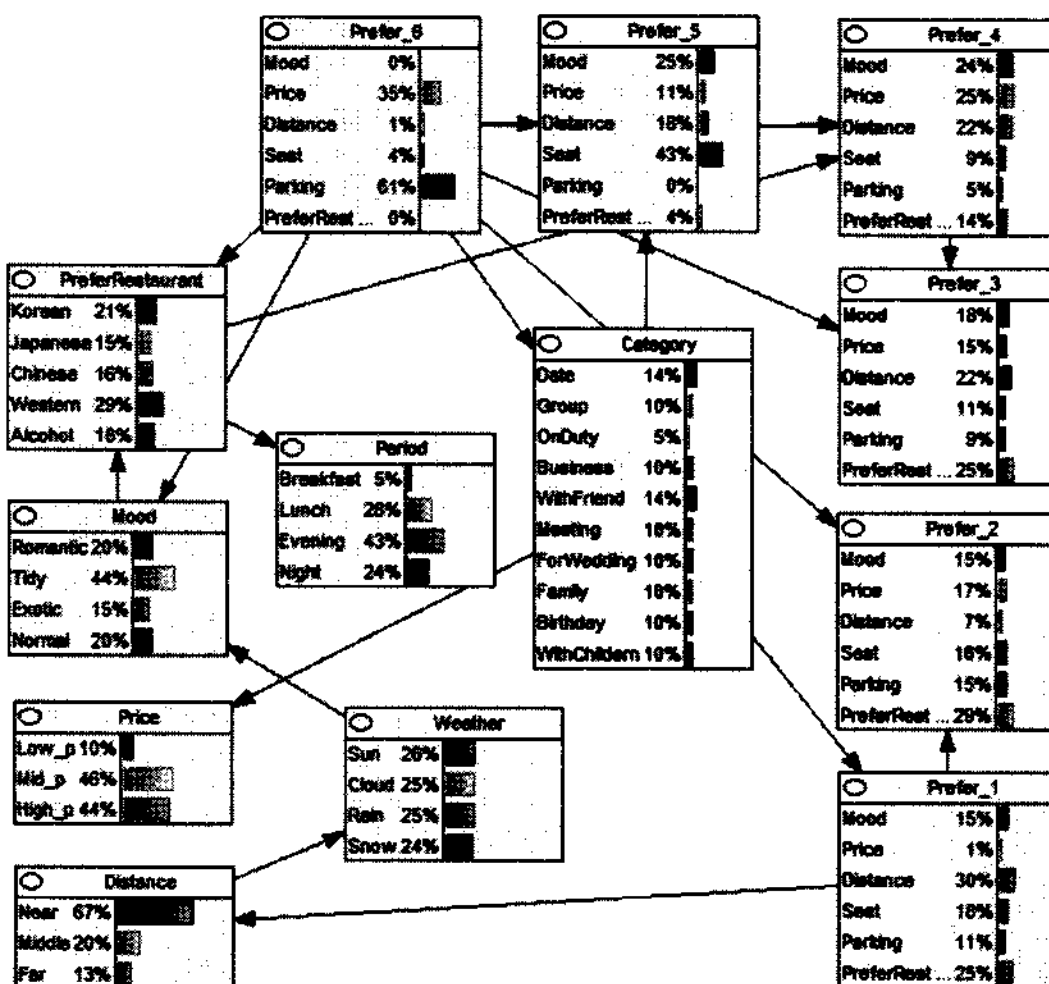 Prefer_6
Mood 0%
Price 35%
Distance 1%
Seat 4%
Parking 61%
PreferRest ... 0%
Prefer_5
Mood 25%
Price 11%
Distance 18%
Seat 43%
Parking 0%
PreferRest ... 4%
Prefer_4
Mood 24%
Price 25%
Distance 22%
Seat 9%
Parking 5%
PreferRest ... 14%
PreferRestaurant
Korean 21%
Japanese 15%
Chinese 16%
Western 29%
Alcohol 18%
Prefer_3
Mood 18%
Price 15%
Distance 22%
Seat 11%
Parking 9%
PreferRest ... 25%
Category
Date 14%
Group 10%
OnDuty 5%
Business 10%
WithFriend 14%
Meeting 10%
ForWedding 10%
Family 10%
Birthday 10%
WithChildern 10%
Period
Breakfast 5%
Lunch 28%
Evening 43%
Night 24%
Mood
Romantic 20%
Tidy 44%
Exotic 15%
Normal 20%
Prefer_2
Mood 15%
Price 17%
Distance 7%
Seat 16%
Parking 15%
PreferRest ... 29%
Price
Low_p 10%
Mid_p 46%
High_p 44%
Weather
Sun 26%
Cloud 25%
Rain 25%
Snow 24%
Prefer_1
Mood 15%
Price 1%
Distance 30%
Seat 18%
Parking 11%
PreferRest ... 25%
Distance
Near 67%
Middle 20%
Far 13%